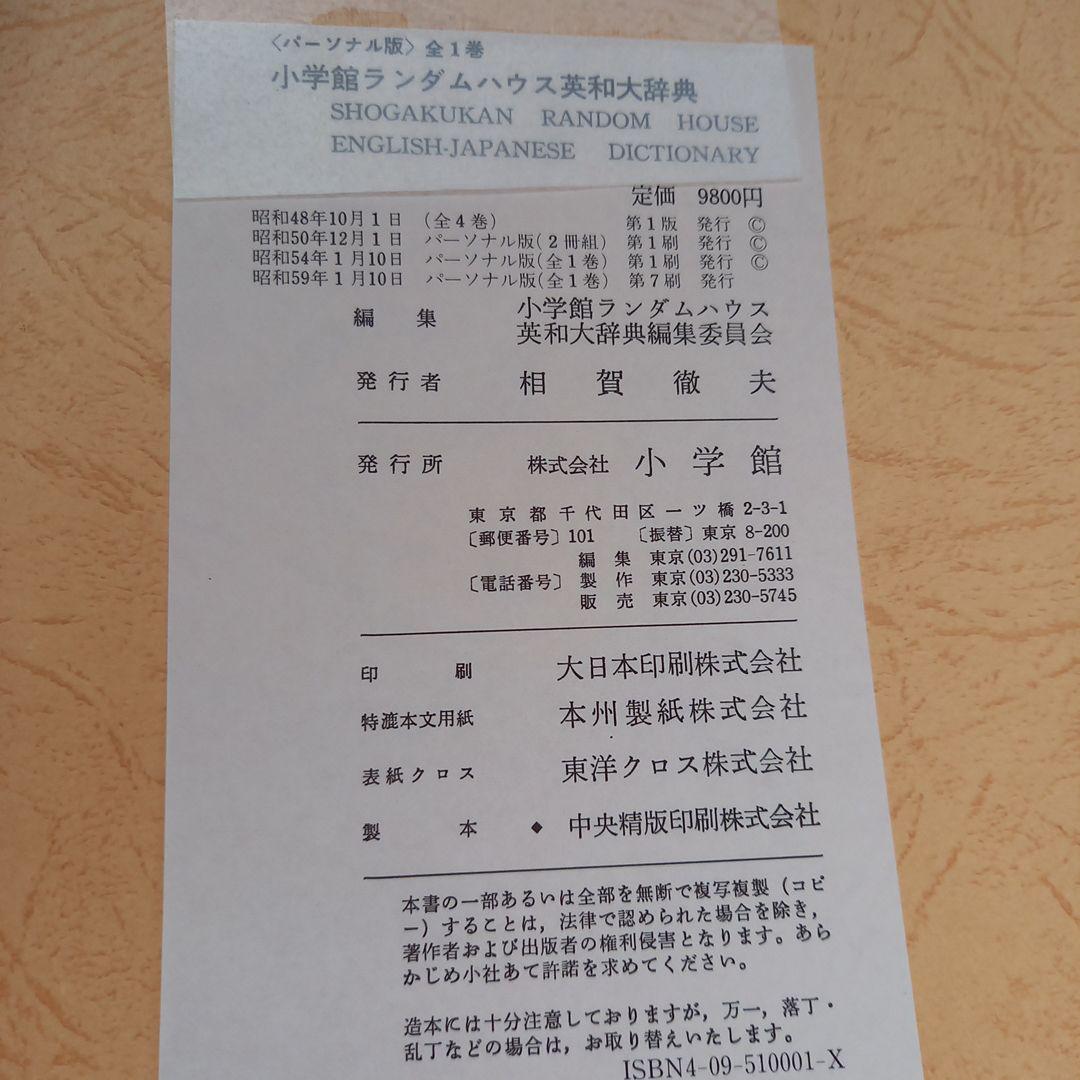 〈パーソナル版〉全1巻
小学館ランダムハウス英和大辞典
SHOGAKUKAN RANDOM HOUSE
ENGLISH-JAPANESE DICTIONARY
定価 9800円
昭和48年10月1日 (全4巻) 第1版 発行 Ⓒ
昭和50年12月1日 パーソナル版(2冊組) 第1刷 発行 Ⓒ
昭和54年1月10日 パーソナル版(全1巻) 第1刷 発行 Ⓒ
昭和59年1月10日 パーソナル版(全1巻) 第7刷 発行
編集 小学館ランダムハウス
英和大辞典編集委員会
発行者 相賀徹夫
発行所 株式会社 小学館
東京都千代田区一ツ橋2-3-1
〔郵便番号〕101 〔振替〕東京 8-200
編集 東京(03)291-7611
〔電話番号〕製作 東京(03)230-5333
販売 東京(03)230-5745
印刷 大日本印刷株式会社
特漉本文用紙 本州製紙株式会社
表紙クロス 東洋クロス株式会社
製本 ◆ 中央精版印刷株式会社
本書の一部あるいは全部を無断で複写複製(コピ
ー)することは,法律で認められた場合を除き,
著作者および出版者の権利侵害となります。あら
かじめ小社あて許諾を求めてください。
造本には十分注意しておりますが,万一,落丁・
乱丁などの場合は,お取り替えいたします。
ISBN4-09-510001-X